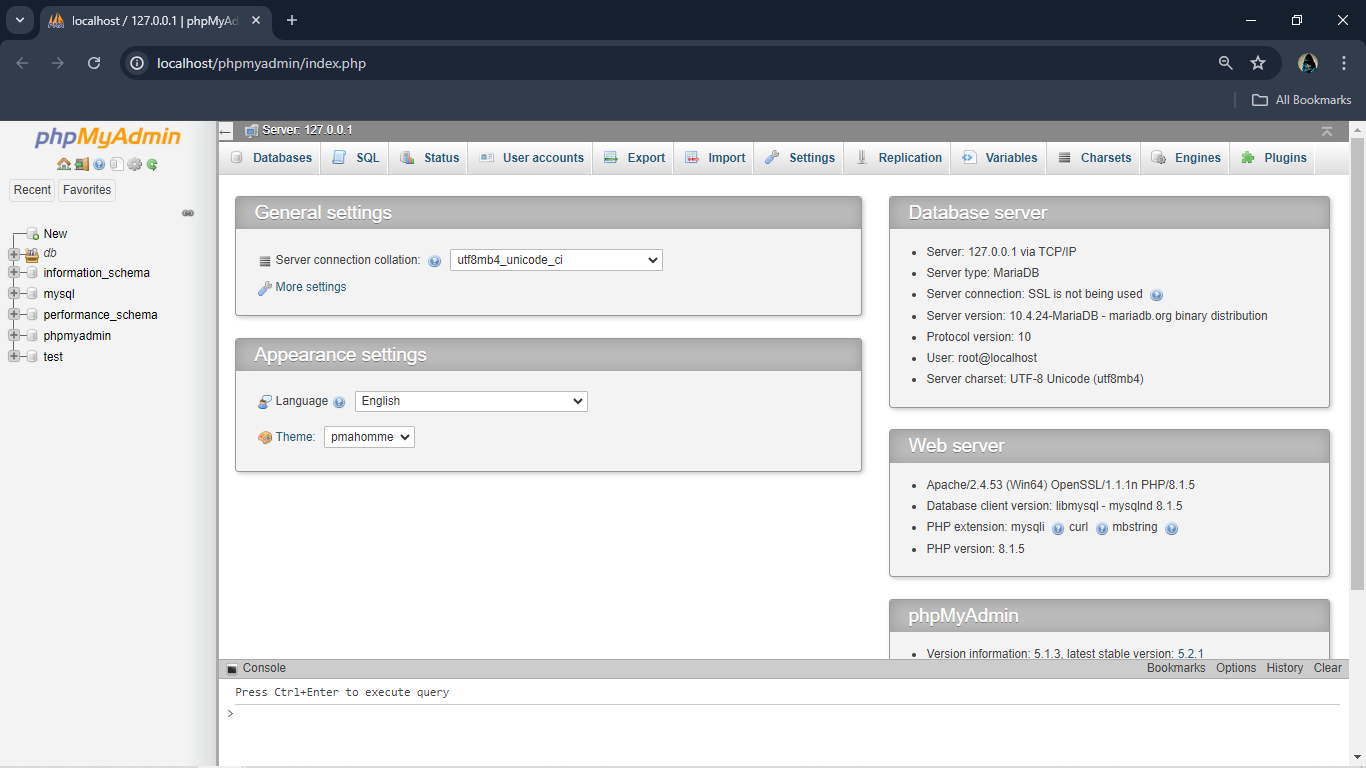 localhost / 127.0.0.1 | phpMyAd
localhost/phpmyadmin/index.php
All Bookmarks
phpMyAdmin
Recent Favorites
New
db
information_schema
mysql
performance_schema
phpmyadmin
test
Server: 127.0.0.1
Databases SQL Status User accounts Export Import Settings Replication Variables Charsets Engines Plugins
General settings
Server connection collation: utf8mb4_unicode_ci
More settings
Appearance settings
Language English
Theme: pmahomme
Database server
Server: 127.0.0.1 via TCP/IP
Server type: MariaDB
Server connection: SSL is not being used
Server version: 10.4.24-MariaDB - mariadb.org binary distribution
Protocol version: 10
User: root@localhost
Server charset: UTF-8 Unicode (utf8mb4)
Web server
Apache/2.4.53 (Win64) OpenSSL/1.1.1n PHP/8.1.5
Database client version: libmysql - mysqlnd 8.1.5
PHP extension: mysqli curl mbstring
PHP version: 8.1.5
phpMyAdmin
Version information: 5.1.3, latest stable version: 5.2.1
Console Bookmarks Options History Clear
Press Ctrl+Enter to execute query
>